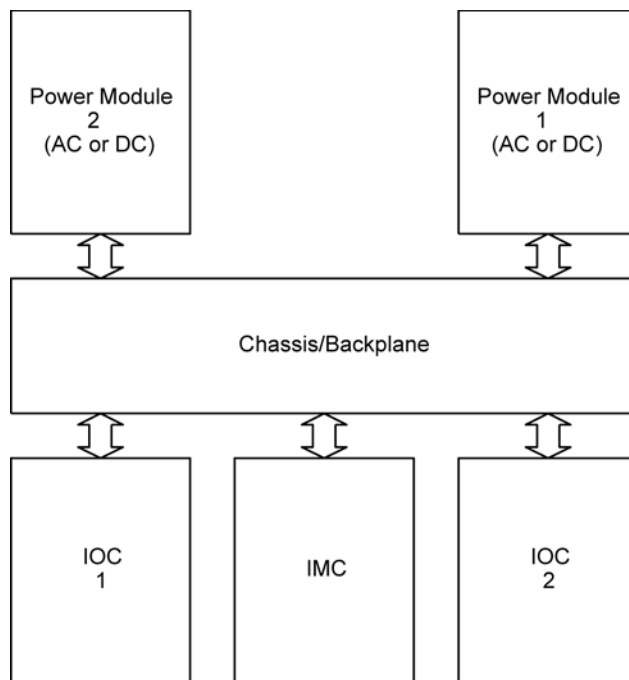 Power Module
2
(AC or DC)
Power Module
1
(AC or DC)
Chassis/Backplane
IOC
1
IMC
IOC
2